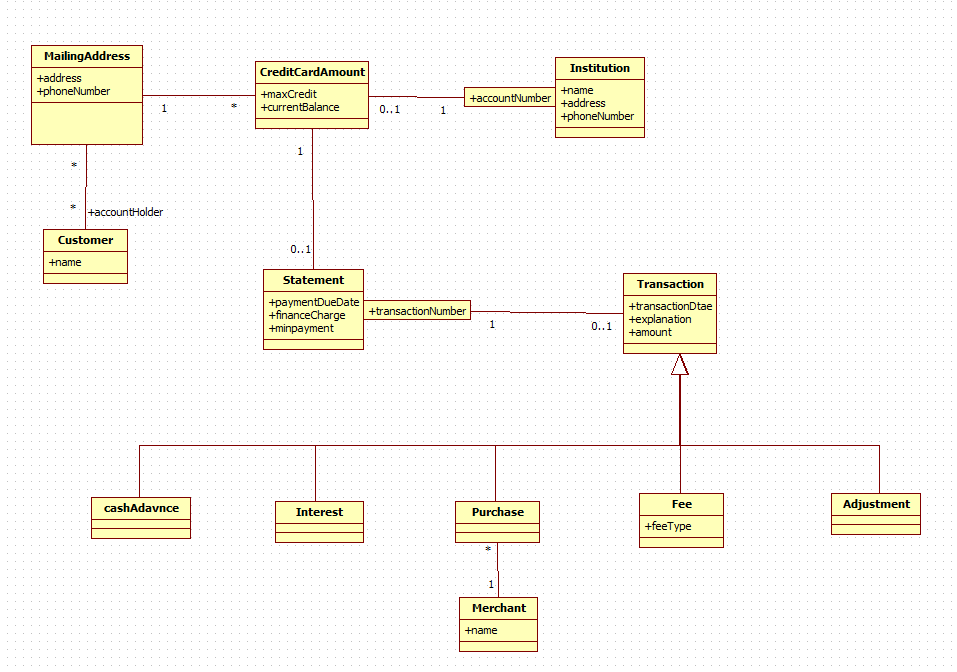 MailingAddress
+address
+phoneNumber
1
*
CreditCardAmount
+maxCredit
+currentBalance
0..1
1
+accountNumber
Institution
+name
+address
+phoneNumber
*
*
+accountHolder
Customer
+name
1
0..1
Statement
+paymentDueDate
+financeCharge
+minpayment
+transactionNumber
1
0..1
Transaction
+transactionDtae
+explanation
+amount
cashAdavnce
Interest
Purchase
Fee
+feeType
Adjustment
*
1
Merchant
+name